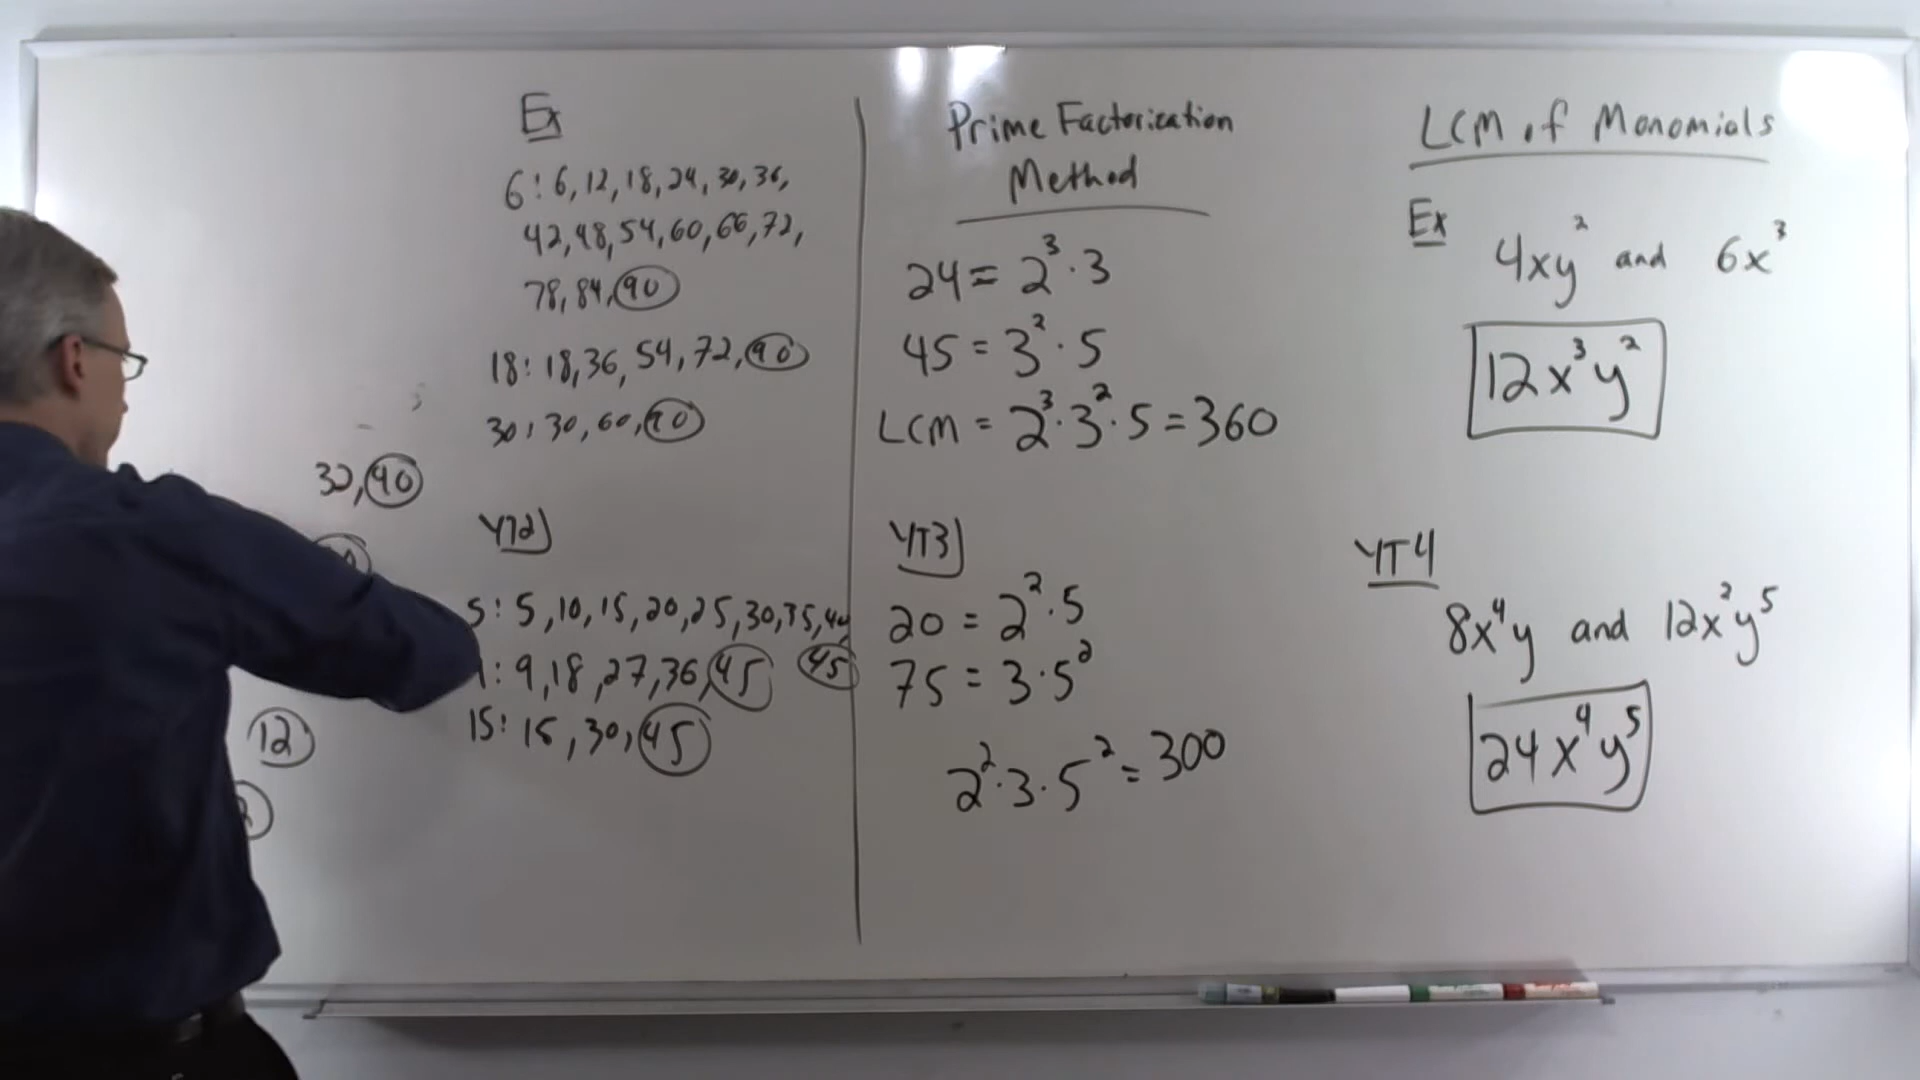 Ex
6: 6, 12, 18, 24, 30, 36,
42, 48, 54, 60, 66, 72,
78, 84, 90
18: 18, 36, 54, 72, 90
30: 30, 60, 90
YT2)
5: 5, 10, 15, 20, 25, 30, 35, 40,
45
: 9, 18, 27, 36, 45
15: 15, 30, 45
12
Prime Factorization
Method
24 = 2³·3
45 = 3²·5
LCM = 2³·3²·5 = 360
YT3)
20 = 2²·5
75 = 3·5²
2²·3·5² = 300
LCM of Monomials
Ex
4xy² and 6x³
12x³y²
YT4
8x⁴y and 12x²y⁵
24x⁴y⁵